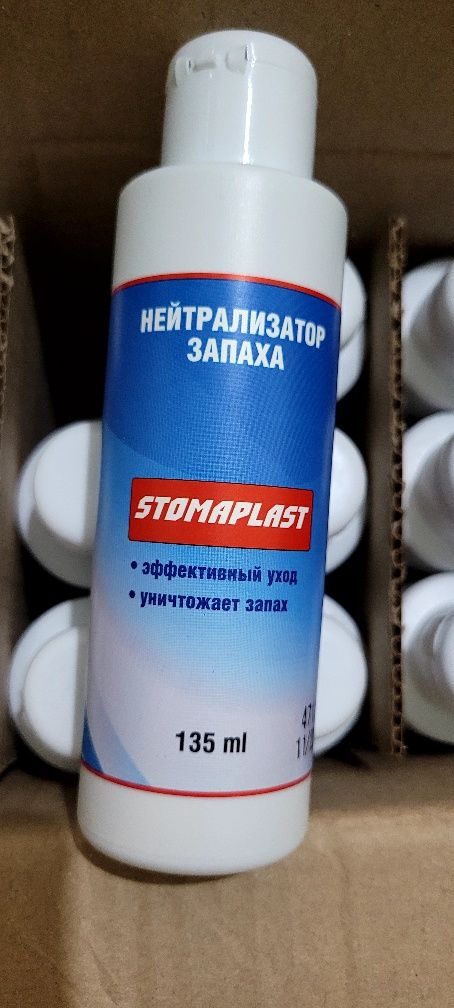 НЕЙТРАЛИЗАТОР
ЗАПАХА
STOMAPLAST
• эффективный уход
• уничтожает запах
135 ml